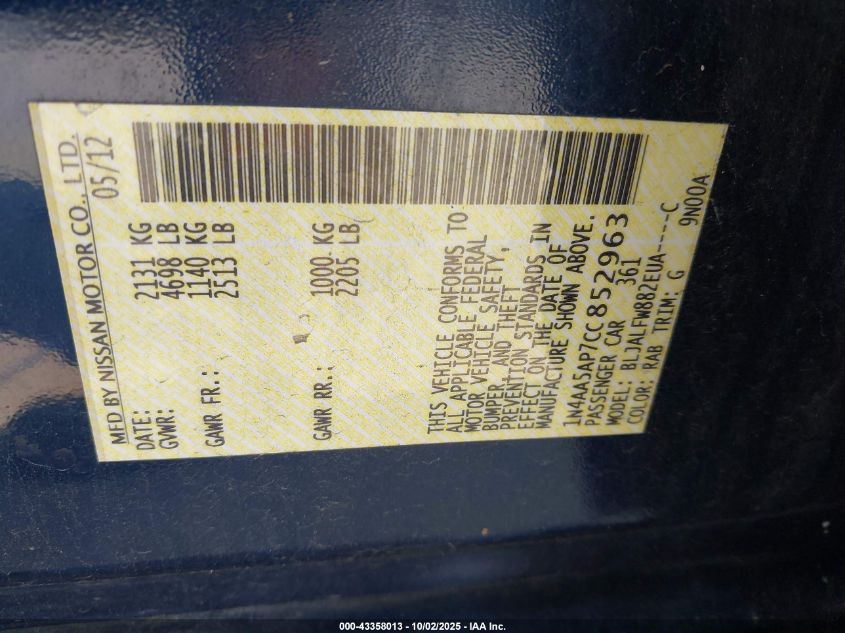 MFD BY NISSAN MOTOR CO., LTD.
DATE: 05/12
GVWR: 2131 KG
4698 LB
GAWR FR.: 1140 KG
2513 LB
GAWR RR.: 1000 KG
2205 LB
THIS VEHICLE CONFORMS TO
ALL APPLICABLE FEDERAL
MOTOR VEHICLE SAFETY,
BUMPER, AND THEFT
PREVENTION STANDARDS IN
EFFECT ON THE DATE OF
MANUFACTURE SHOWN ABOVE.
1N4AA5AP7CC852963
PASSENGER CAR 361
MODEL: BLJALFW882EUA----C
COLOR: RAB TRIM: G 9N00A
000-43358013 - 10/02/2025 - IAA Inc.